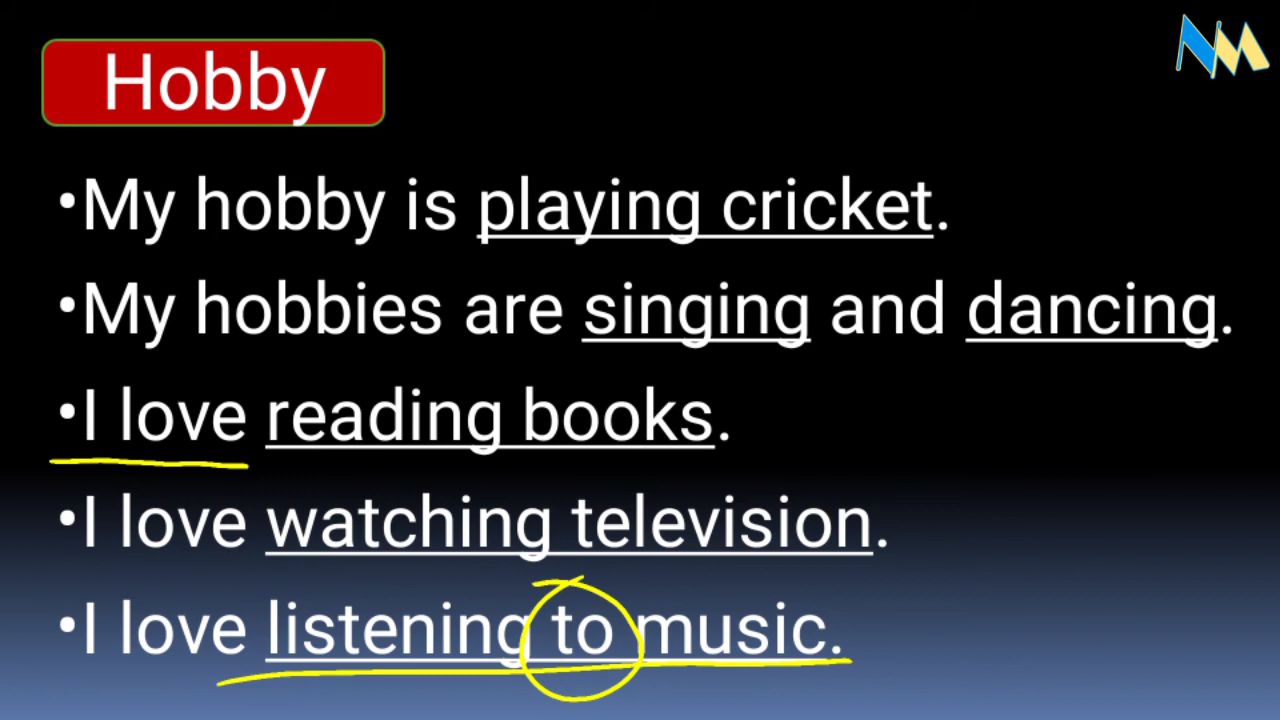 NM
Hobby
•My hobby is playing cricket.
•My hobbies are singing and dancing.
•I love reading books.
•I love watching television.
•I love listening to music.